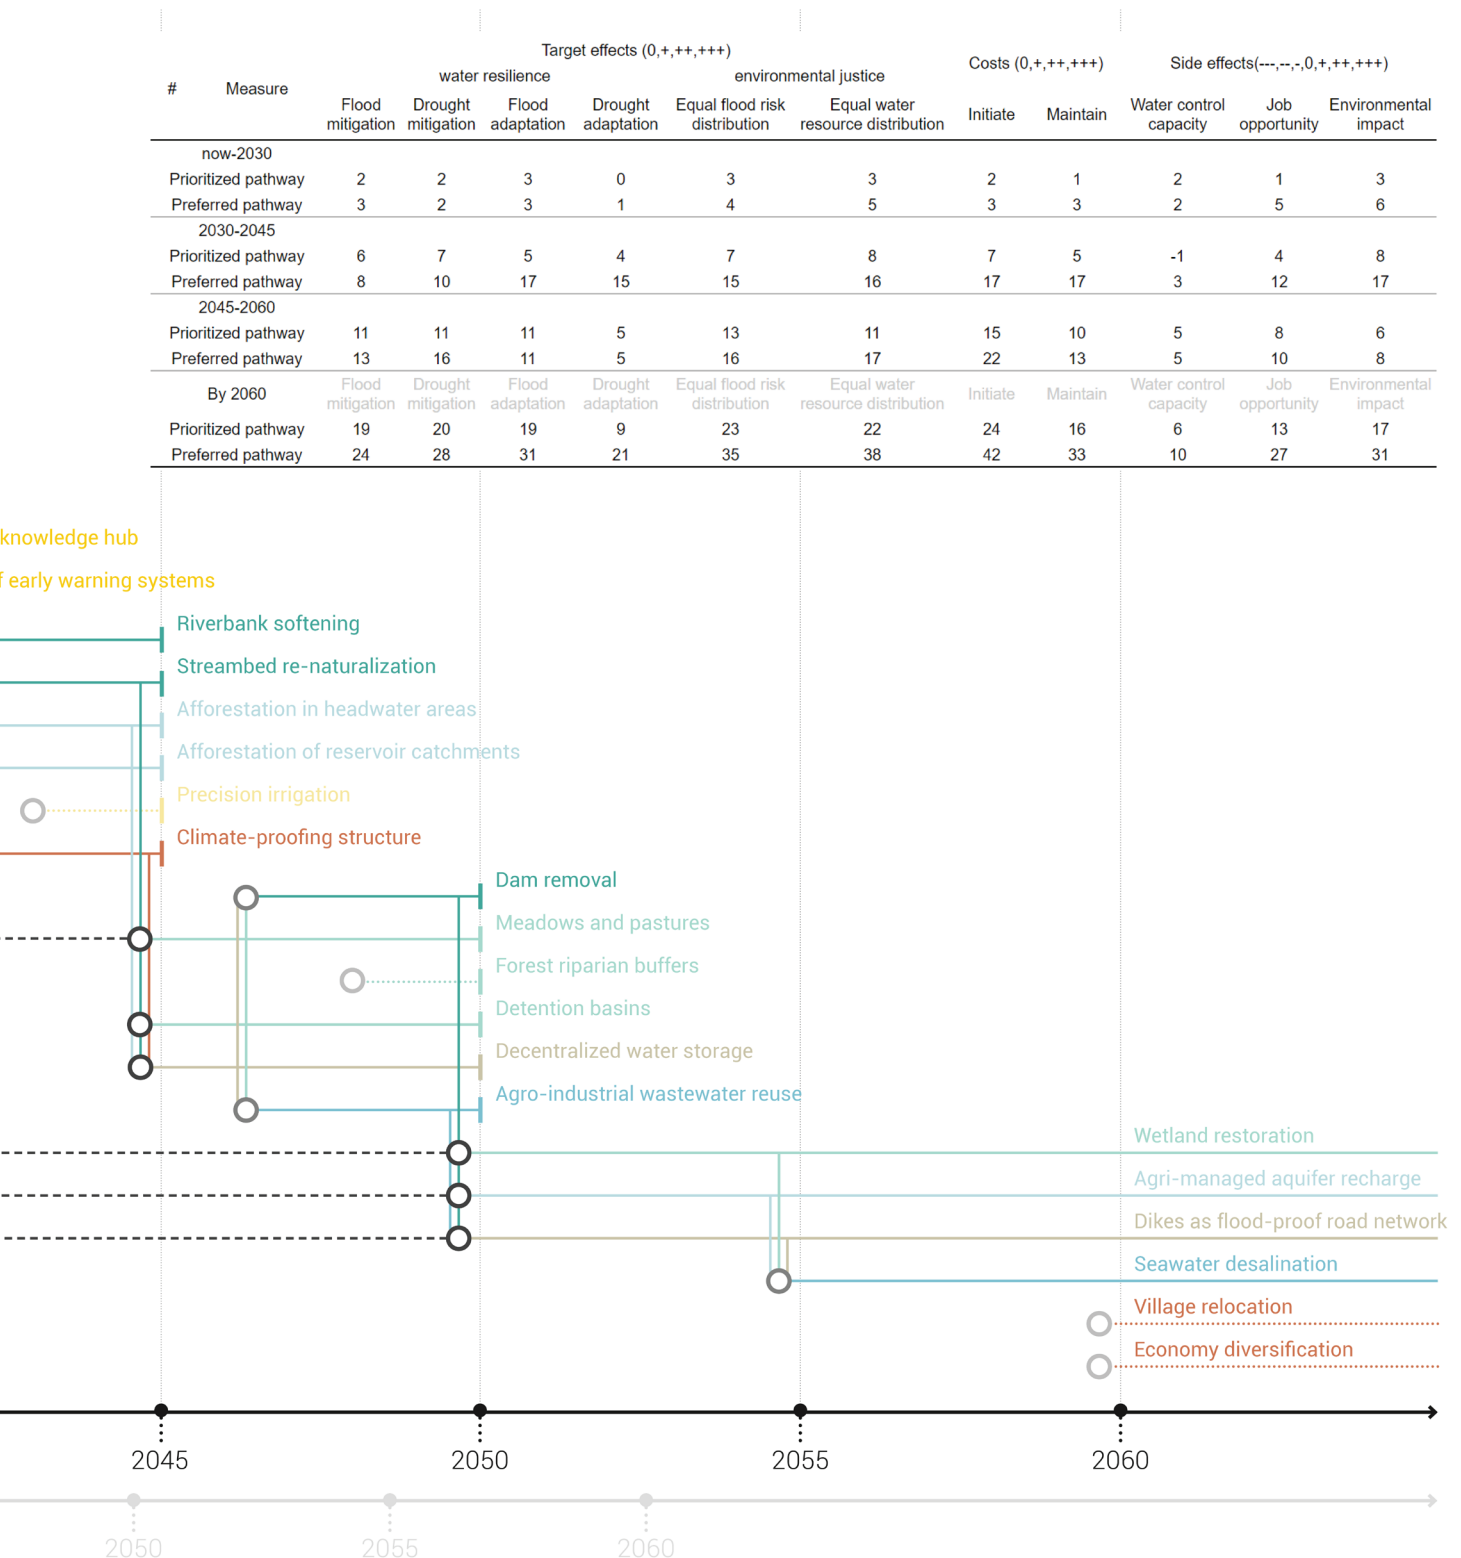 Target effects (0,+,++,+++)
Costs (0,+,++,+++)
Side effects(---,--,-,0,+,++,+++)
water resilience
environmental justice
# Measure
Flood mitigation
Drought mitigation
Flood adaptation
Drought adaptation
Equal flood risk distribution
Equal water resource distribution
Initiate
Maintain
Water control capacity
Job opportunity
Environmental impact
now-2030
Prioritized pathway 2 2 3 0 3 3 2 1 2 1 3
Preferred pathway 3 2 3 1 4 5 3 3 2 5 6
2030-2045
Prioritized pathway 6 7 5 4 7 8 7 5 -1 4 8
Preferred pathway 8 10 17 15 15 16 17 17 3 12 17
2045-2060
Prioritized pathway 11 11 11 5 13 11 15 10 5 8 6
Preferred pathway 13 16 11 5 16 17 22 13 5 10 8
By 2060
Flood mitigation
Drought mitigation
Flood adaptation
Drought adaptation
Equal flood risk distribution
Equal water resource distribution
Initiate
Maintain
Water control capacity
Job opportunity
Environmental impact
Prioritized pathway 19 20 19 9 23 22 24 16 6 13 17
Preferred pathway 24 28 31 21 35 38 42 33 10 27 31
knowledge hub
f early warning systems
Riverbank softening
Streambed re-naturalization
Afforestation in headwater areas
Afforestation of reservoir catchments
Precision irrigation
Climate-proofing structure
Dam removal
Meadows and pastures
Forest riparian buffers
Detention basins
Decentralized water storage
Agro-industrial wastewater reuse
Wetland restoration
Agri-managed aquifer recharge
Dikes as flood-proof road network
Seawater desalination
Village relocation
Economy diversification
2045 2050 2055 2060
2050 2055 2060